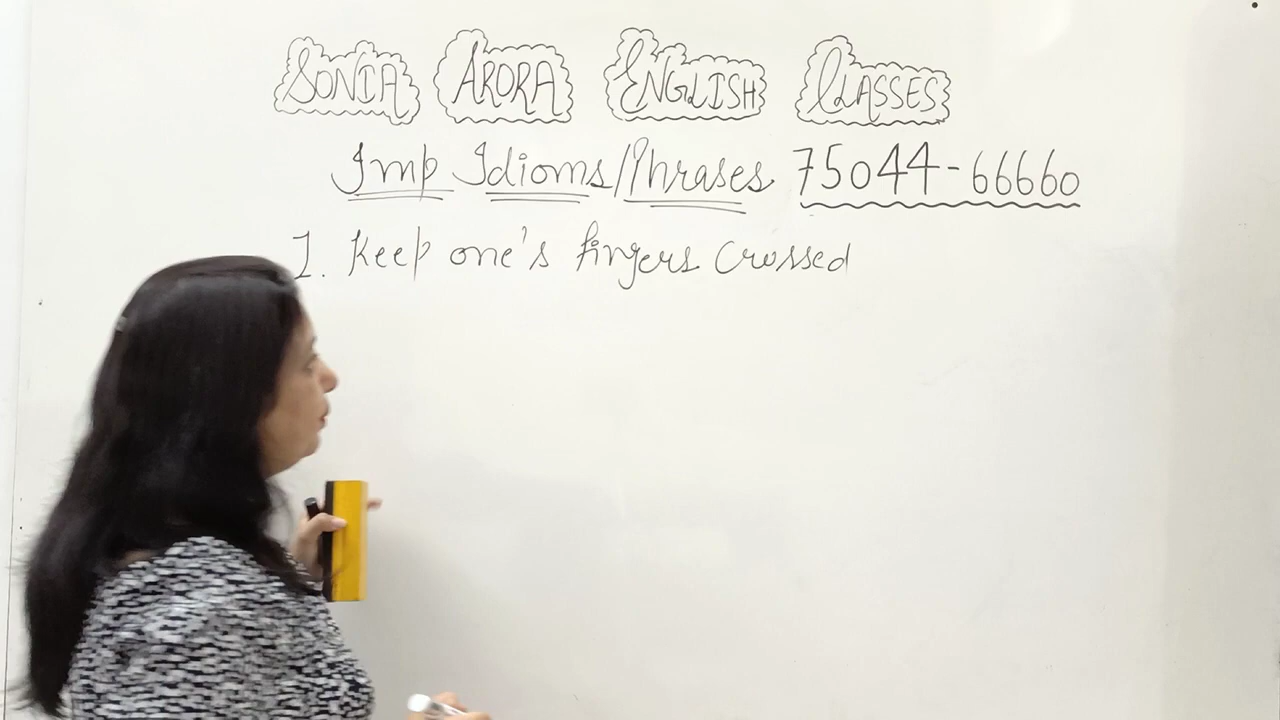 SONIA ARORA ENGLISH CLASSES
Imp Idioms/Phrases 75044-66660
1. Keep one's fingers crossed